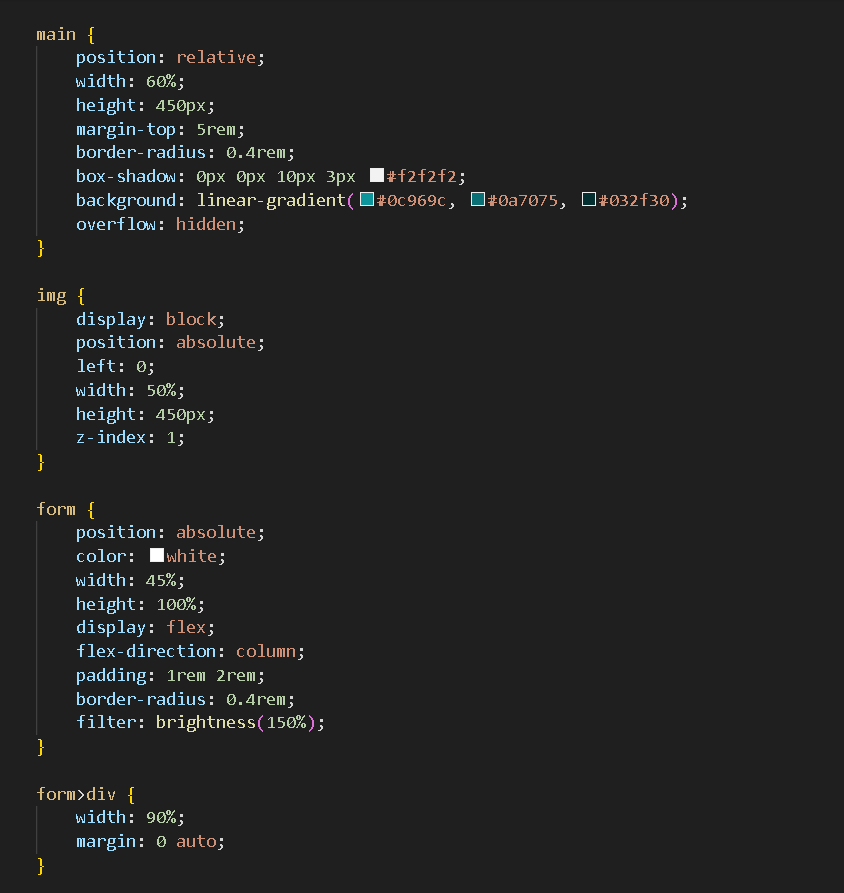 main {
    position: relative;
    width: 60%;
    height: 450px;
    margin-top: 5rem;
    border-radius: 0.4rem;
    box-shadow: 0px 0px 10px 3px #f2f2f2;
    background: linear-gradient( #0c969c, #0a7075, #032f30);
    overflow: hidden;
}

img {
    display: block;
    position: absolute;
    left: 0;
    width: 50%;
    height: 450px;
    z-index: 1;
}

form {
    position: absolute;
    color: white;
    width: 45%;
    height: 100%;
    display: flex;
    flex-direction: column;
    padding: 1rem 2rem;
    border-radius: 0.4rem;
    filter: brightness(150%);
}

form>div {
    width: 90%;
    margin: 0 auto;
}